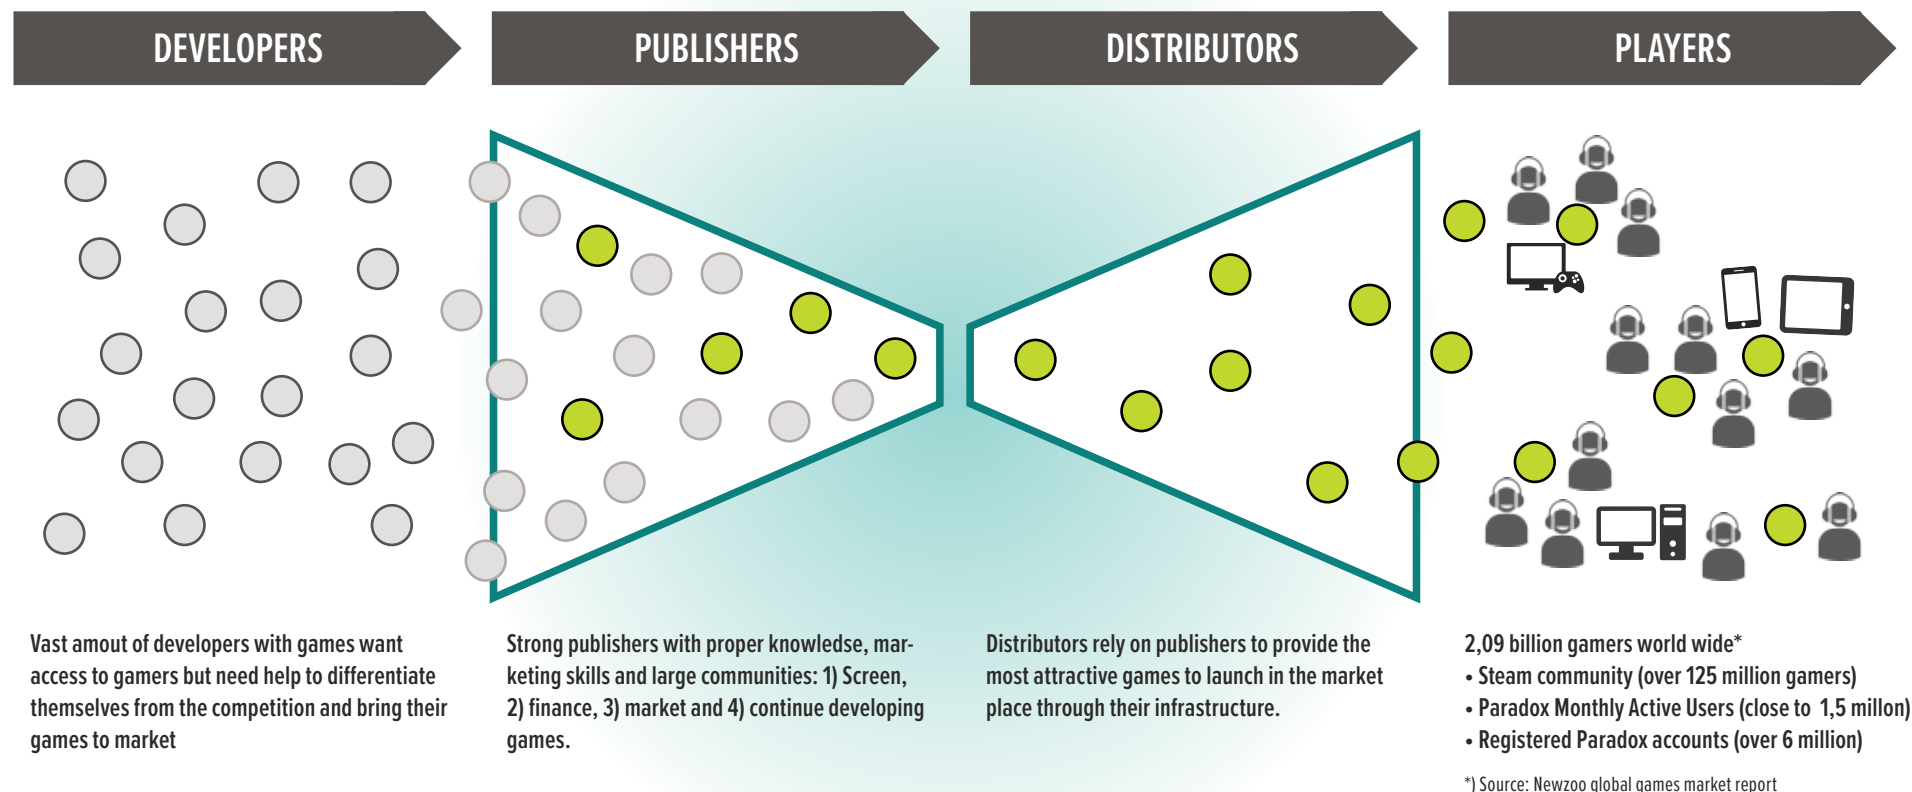 DEVELOPERS
PUBLISHERS
DISTRIBUTORS
PLAYERS
Vast amout of developers with games want
access to gamers but need help to differentiate
themselves from the competition and bring their
games to market
Strong publishers with proper knowledse, mar-
keting skills and large communities: 1) Screen,
2) finance, 3) market and 4) continue developing
games.
Distributors rely on publishers to provide the
most attractive games to launch in the market
place through their infrastructure.
2,09 billion gamers world wide*
• Steam community (over 125 million gamers)
• Paradox Monthly Active Users (close to 1,5 millon)
• Registered Paradox accounts (over 6 million)
*) Source: Newzoo global games market report